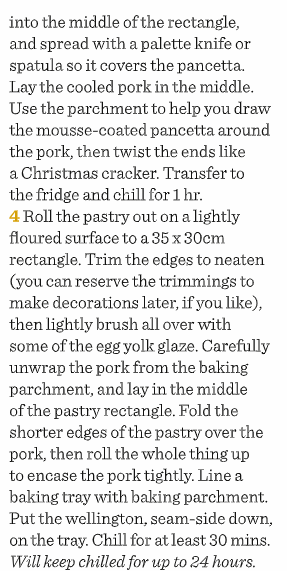 into the middle of the rectangle,
and spread with a palette knife or
spatula so it covers the pancetta.
Lay the cooled pork in the middle.
Use the parchment to help you draw
the mousse-coated pancetta around
the pork, then twist the ends like
a Christmas cracker. Transfer to
the fridge and chill for 1 hr.
4 Roll the pastry out on a lightly
floured surface to a 35 x 30cm
rectangle. Trim the edges to neaten
(you can reserve the trimmings to
make decorations later, if you like),
then lightly brush all over with
some of the egg yolk glaze. Carefully
unwrap the pork from the baking
parchment, and lay in the middle
of the pastry rectangle. Fold the
shorter edges of the pastry over the
pork, then roll the whole thing up
to encase the pork tightly. Line a
baking tray with baking parchment.
Put the wellington, seam-side down,
on the tray. Chill for at least 30 mins.
Will keep chilled for up to 24 hours.